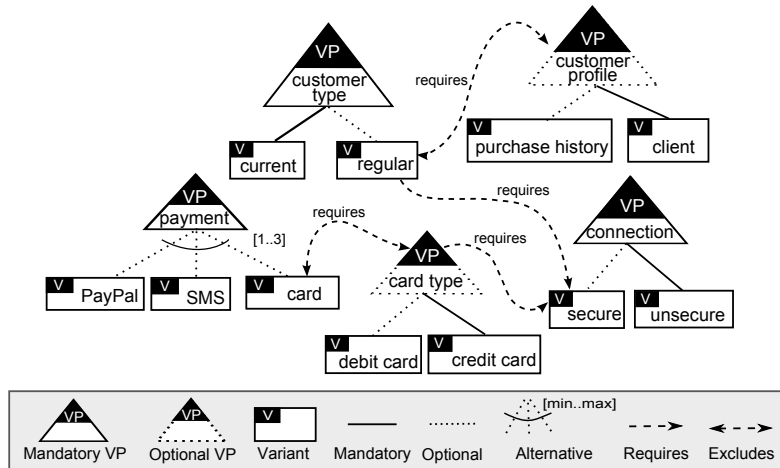 VP
customer
type
VP
customer
profile
requires
V
current
V
regular
V
purchase history
V
client
requires
VP
payment
[1..3]
requires
VP
card type
requires
VP
connection
V
PayPal
V
SMS
V
card
V
secure
V
unsecure
V
debit card
V
credit card
VP
Mandatory VP
VP
Optional VP
V
Variant
Mandatory
Optional
[min..max]
Alternative
Requires
Excludes